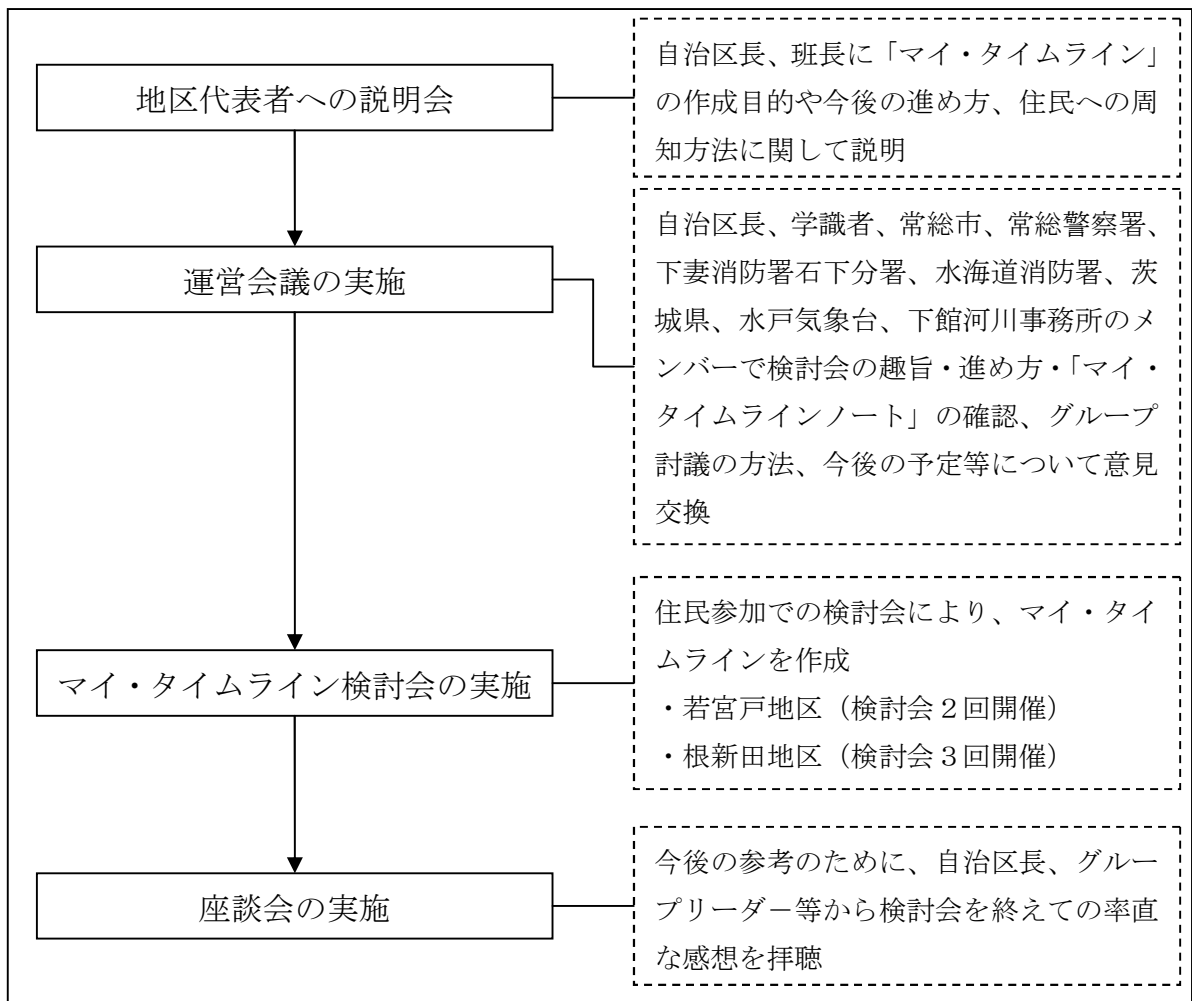 地区代表者への説明会
自治区長、班長に「マイ・タイムライン」
の作成目的や今後の進め方、住民への周
知方法に関して説明
運営会議の実施
自治区長、学識者、常総市、常総警察署、
下妻消防署石下分署、水海道消防署、茨
城県、水戸気象台、下館河川事務所のメ
ンバーで検討会の趣旨・進め方・「マイ・
タイムラインノート」の確認、グループ
討議の方法、今後の予定等について意見
交換
マイ・タイムライン検討会の実施
住民参加での検討会により、マイ・タイ
ムラインを作成
・若宮戸地区（検討会２回開催）
・根新田地区（検討会３回開催）
座談会の実施
今後の参考のために、自治区長、グルー
プリーダ－等から検討会を終えての率直
な感想を拝聴